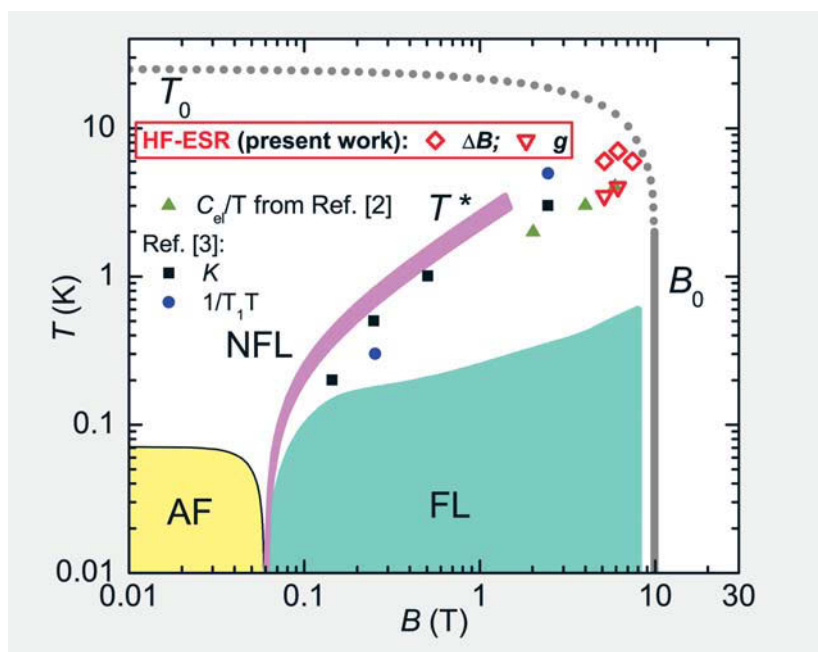 T0
10
HF-ESR (present work): ΔB; g
Cel/T from Ref. [2]
T*
Ref. [3]:
K
1/T1T
1
B0
T (K)
NFL
0.1
AF
FL
0.01
0.01 0.1 1 10 30
B (T)